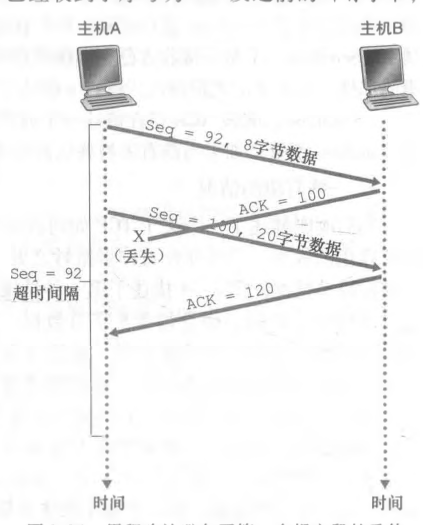 主机A
主机B
Seq = 92, 8字节数据
ACK = 100
Seq = 100, 20字节数据
X
(丢失)
Seq = 92
超时间隔
ACK = 120
时间
时间